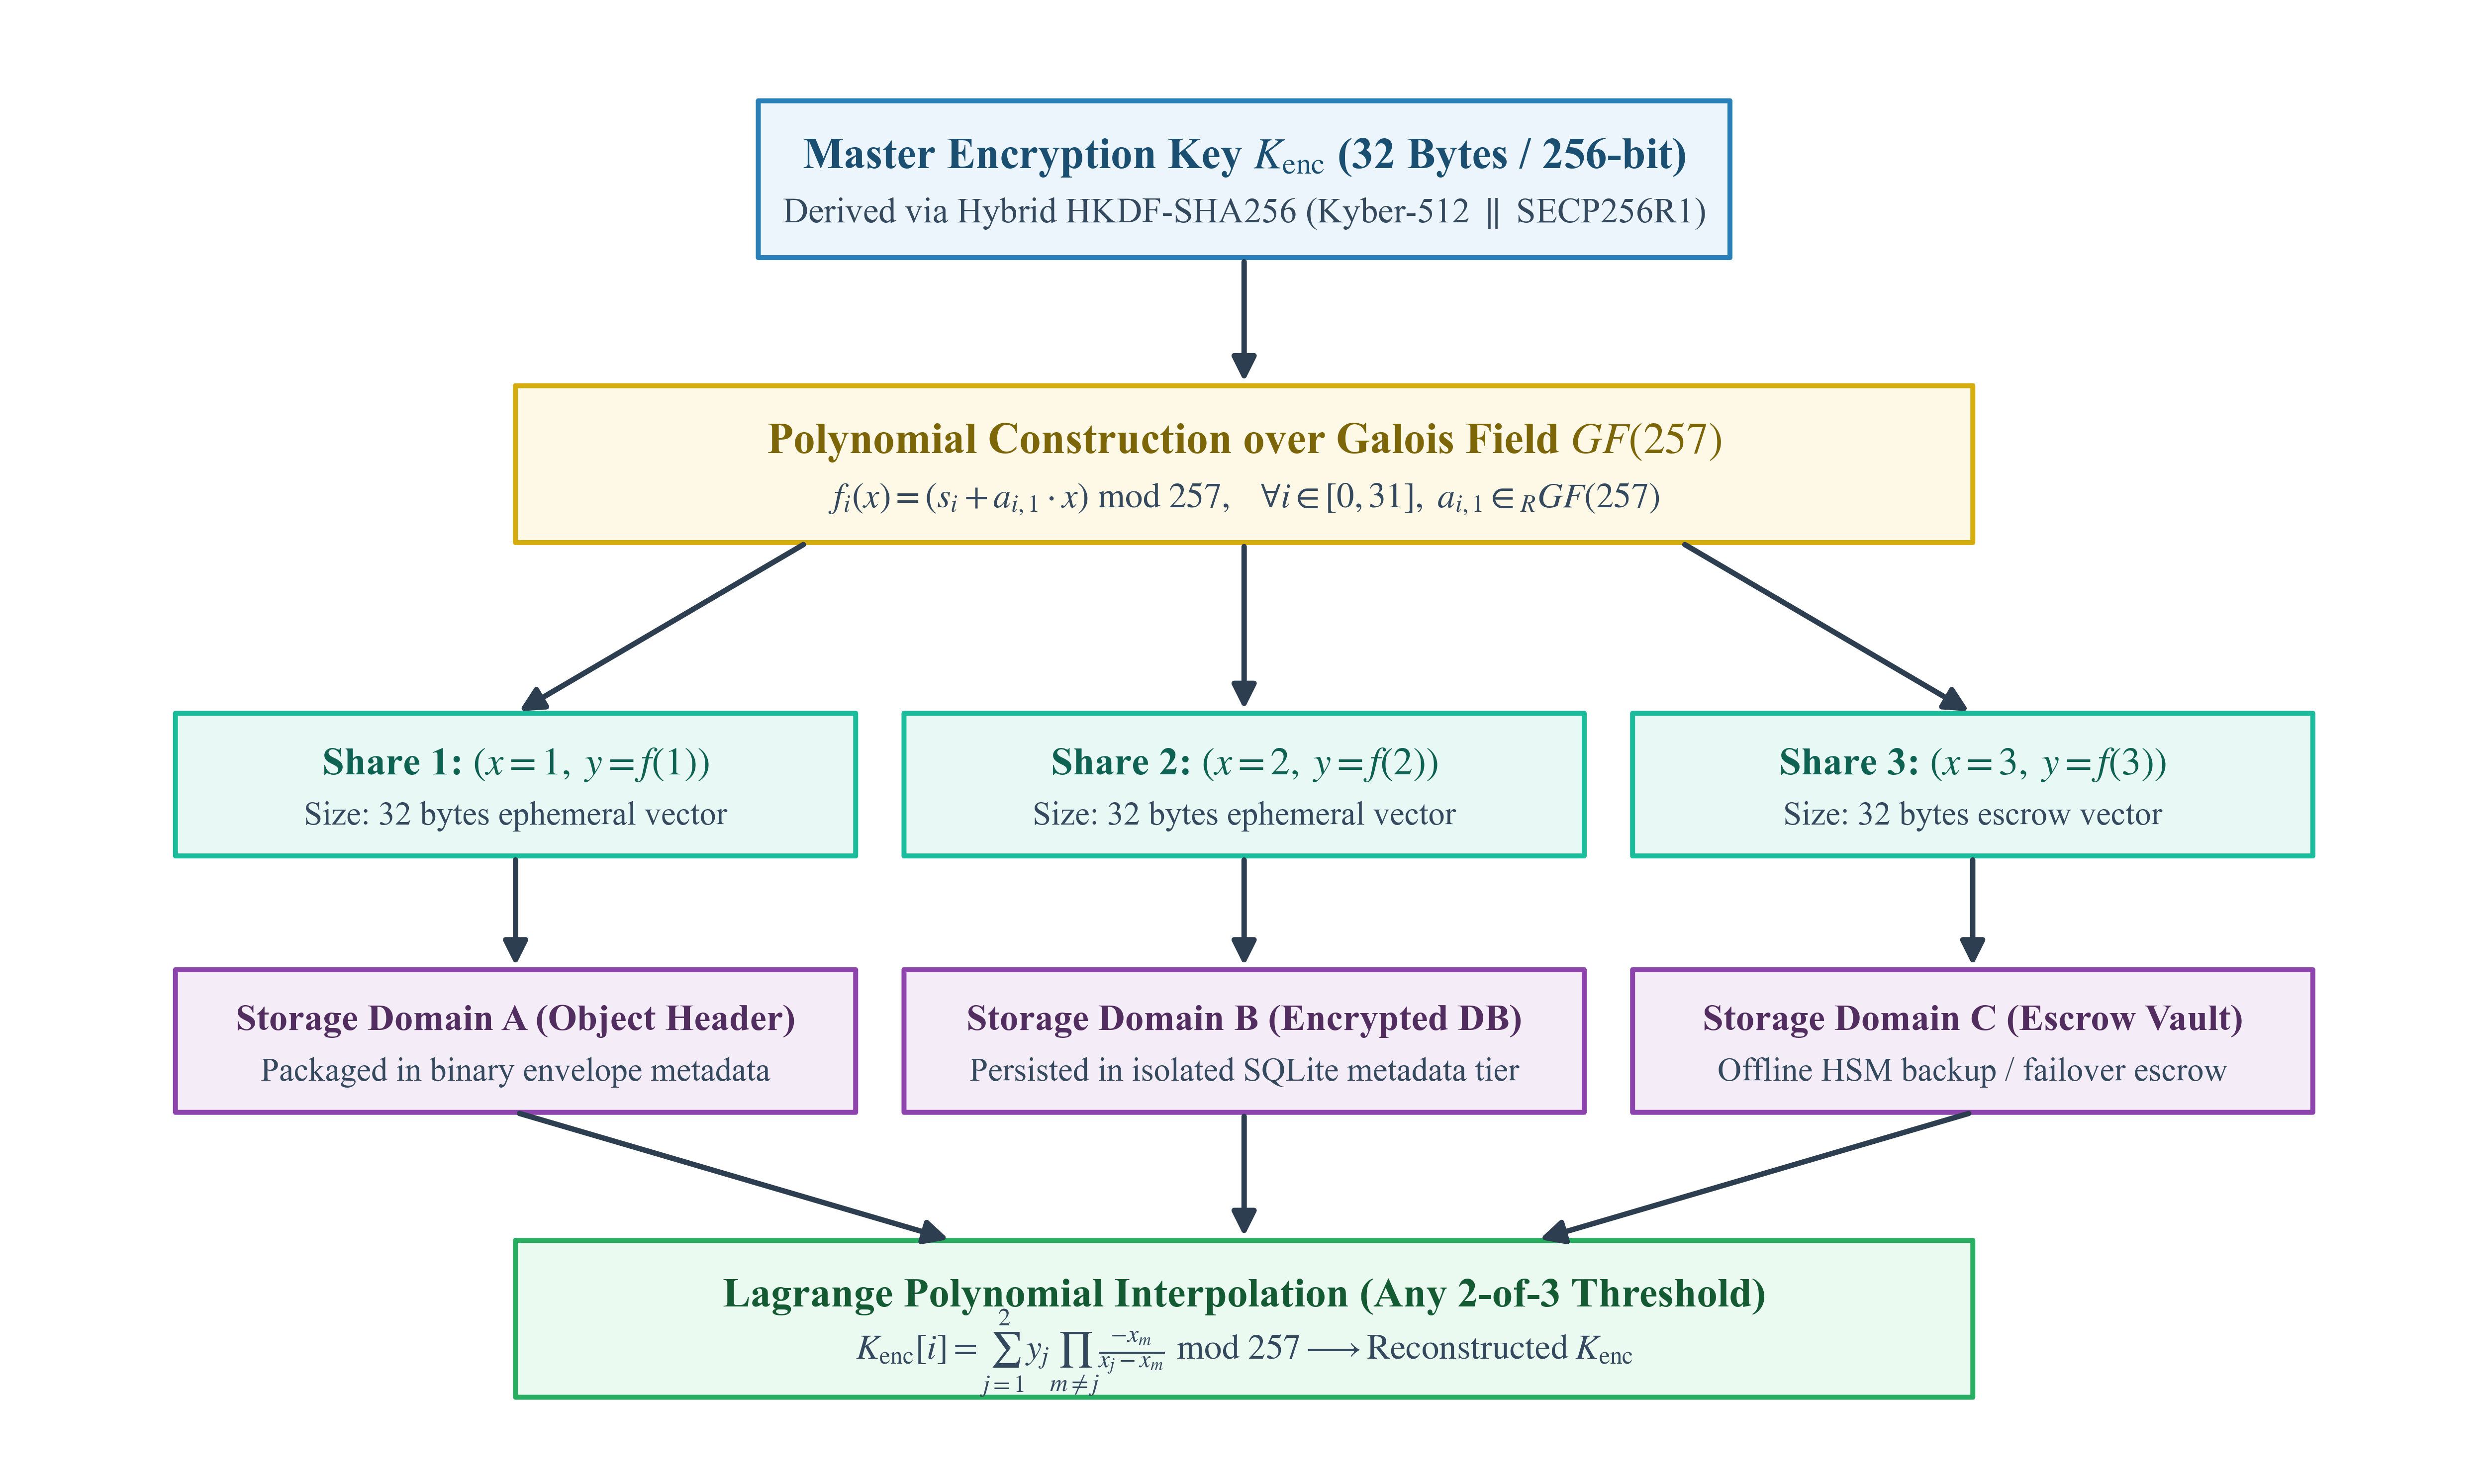 Master Encryption Key K_enc (32 Bytes / 256-bit)
Derived via Hybrid HKDF-SHA256 (Kyber-512 ∥ SECP256R1)
Polynomial Construction over Galois Field GF(257)
f_i(x) = (s_i + a_{i,1} · x) mod 257, ∀i ∈ [0, 31], a_{i,1} ∈_R GF(257)
Share 1: (x = 1, y = f(1))
Size: 32 bytes ephemeral vector
Share 2: (x = 2, y = f(2))
Size: 32 bytes ephemeral vector
Share 3: (x = 3, y = f(3))
Size: 32 bytes escrow vector
Storage Domain A (Object Header)
Packaged in binary envelope metadata
Storage Domain B (Encrypted DB)
Persisted in isolated SQLite metadata tier
Storage Domain C (Escrow Vault)
Offline HSM backup / failover escrow
Lagrange Polynomial Interpolation (Any 2-of-3 Threshold)
K_enc[i] = ∑_{j=1}^{2} y_j ∏_{m≠j} \frac{-x_m}{x_j - x_m} mod 257 ⟶ Reconstructed K_enc